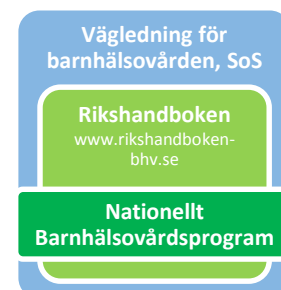 Vägledning för
barnhälsovården, SoS
Rikshandboken
www.rikshandboken-
bhv.se
Nationellt
Barnhälsovårdsprogram